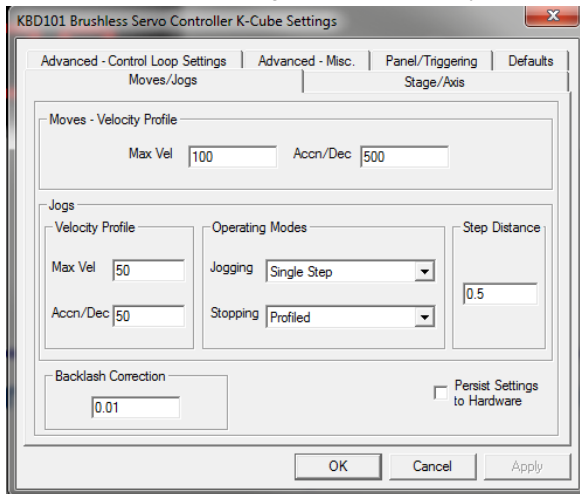 KBD101 Brushless Servo Controller K-Cube Settings
Advanced - Control Loop Settings Advanced - Misc. Panel/Triggering Defaults
Moves/Jogs Stage/Axis
Moves - Velocity Profile
Max Vel 100 Accn/Dec 500
Jogs
Velocity Profile Operating Modes Step Distance
Max Vel 50 Jogging Single Step
0.5
Accn/Dec 50 Stopping Profiled
Backlash Correction
0.01
Persist Settings
to Hardware
OK Cancel Apply